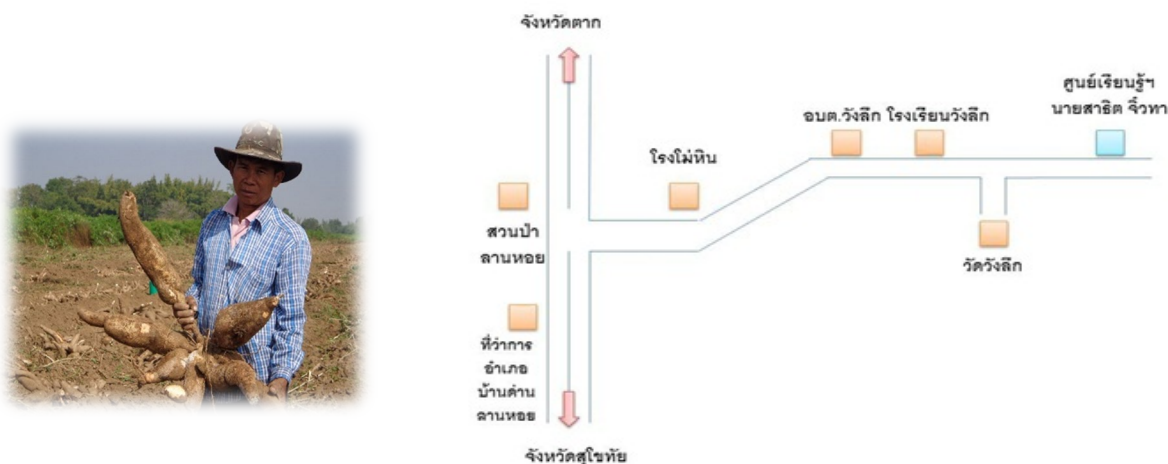 จังหวัดตาก
ศูนย์เรียนรู้ฯ
นายสาธิต จิ๋วทา
อบต.วังลึก โรงเรียนวังลึก
โรงโม่หิน
สวนป่า
ลานหอย
วัดวังลึก
ที่ว่าการ
อำเภอ
บ้านด่าน
ลานหอย
จังหวัดสุโขทัย